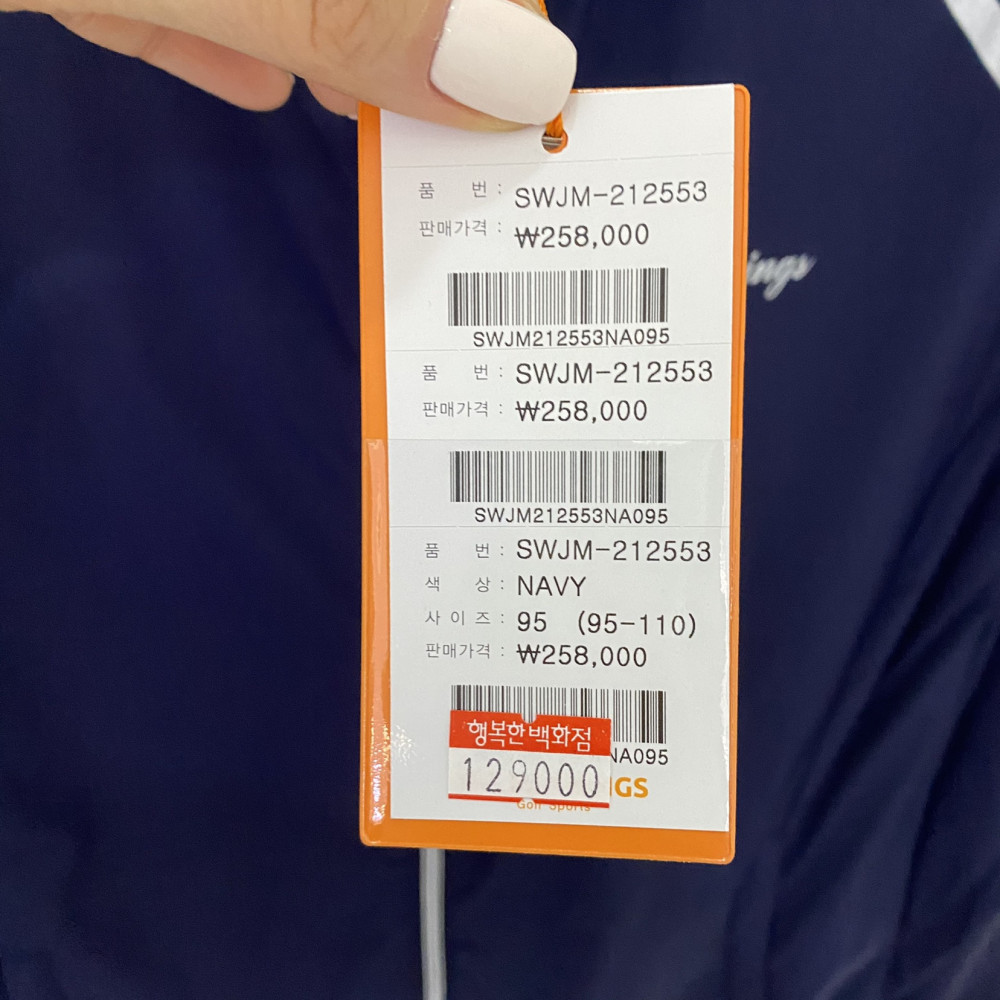 품 번 : SWJM-212553
판매가격 : ₩258,000
SWJM212553NA095
품 번 : SWJM-212553
판매가격 : ₩258,000
SWJM212553NA095
품 번 : SWJM-212553
색 상 : NAVY
사 이 즈 : 95 (95-110)
판매가격 : ₩258,000
행복한백화점
NA095
129000
GS
Golf Sports
ings